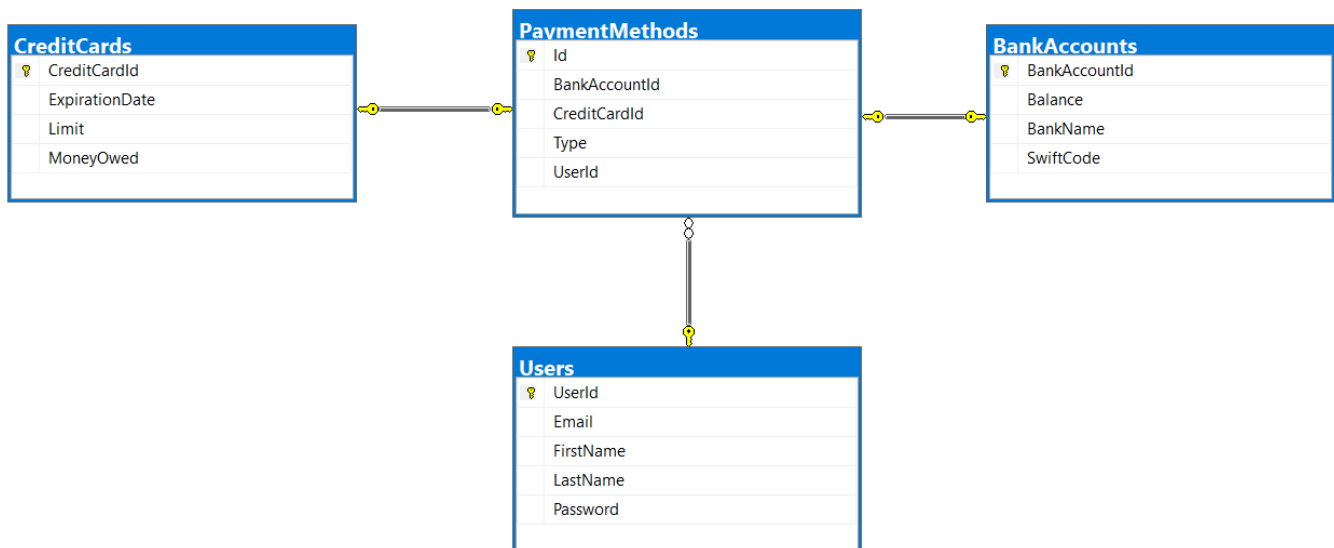 CreditCards
CreditCardId
ExpirationDate
Limit
MoneyOwed
PaymentMethods
Id
BankAccountId
CreditCardId
Type
UserId
BankAccounts
BankAccountId
Balance
BankName
SwiftCode
Users
UserId
Email
FirstName
LastName
Password